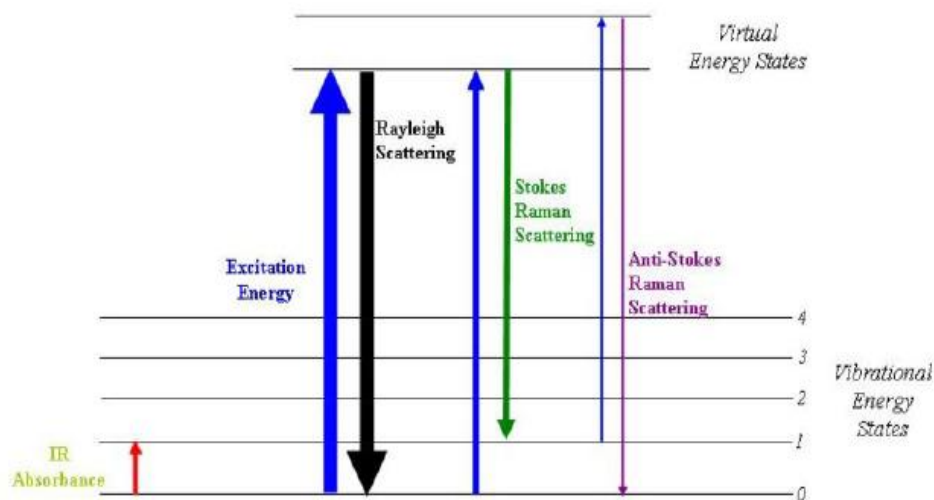 Virtual
Energy States
Rayleigh
Scattering
Stokes
Raman
Scattering
Excitation
Energy
Anti-Stokes
Raman
Scattering
4
3
2
1
0
Vibrational
Energy
States
IR
Absorbance